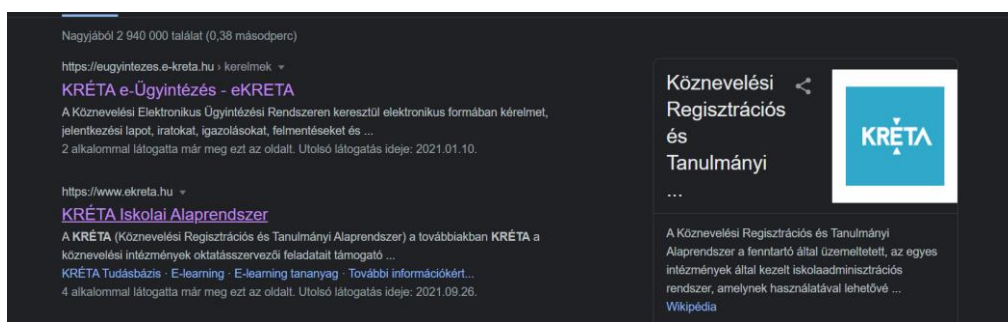 Nagyjából 2 940 000 találat (0,38 másodperc)
https://eugyintezes.e-kreta.hu › kerelmek
KRÉTA e-Ügyintézés - eKRETA
A Köznevelési Elektronikus Ügyintézési Rendszeren keresztül elektronikus formában kérelmet,
jelentkezési lapot, iratokat, igazolásokat, felmentéseket és ...
2 alkalommal látogatta már meg ezt az oldalt. Utolsó látogatás ideje: 2021.01.10.
https://www.ekreta.hu
KRÉTA Iskolai Alaprendszer
A KRÉTA (Köznevelési Regisztrációs és Tanulmányi Alaprendszer) a továbbiakban KRÉTA a
köznevelési intézmények oktatásszervezői feladatait támogató ...
KRÉTA Tudásbázis · E-learning · E-learning tananyag · További információkért...
4 alkalommal látogatta már meg ezt az oldalt. Utolsó látogatás ideje: 2021.09.26.
Köznevelési
Regisztrációs
és
Tanulmányi
...
KRÉTA
A Köznevelési Regisztrációs és Tanulmányi
Alaprendszer a fenntartó által üzemeltetett, az egyes
intézmények által kezelt iskolaadminisztrációs
rendszer, amelynek használatával lehetővé ...
Wikipédia